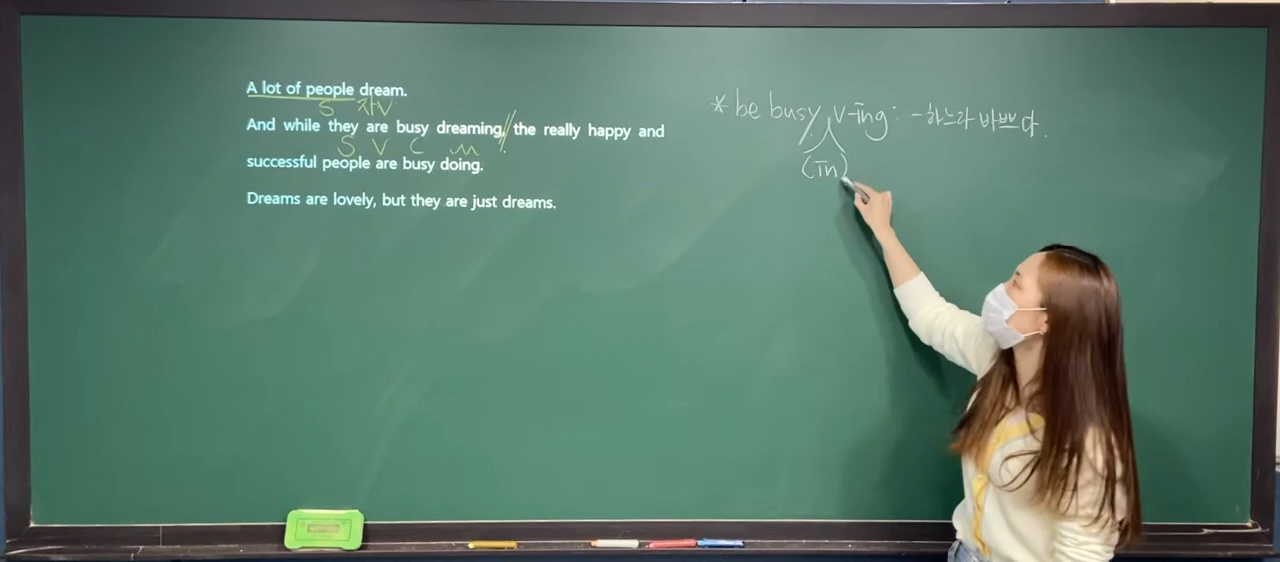 A lot of people dream.
S 자V
And while they are busy dreaming, // the really happy and
S V C M
successful people are busy doing.
Dreams are lovely, but they are just dreams.
* be busy V-ing : -하느라 바쁘다.
(in)